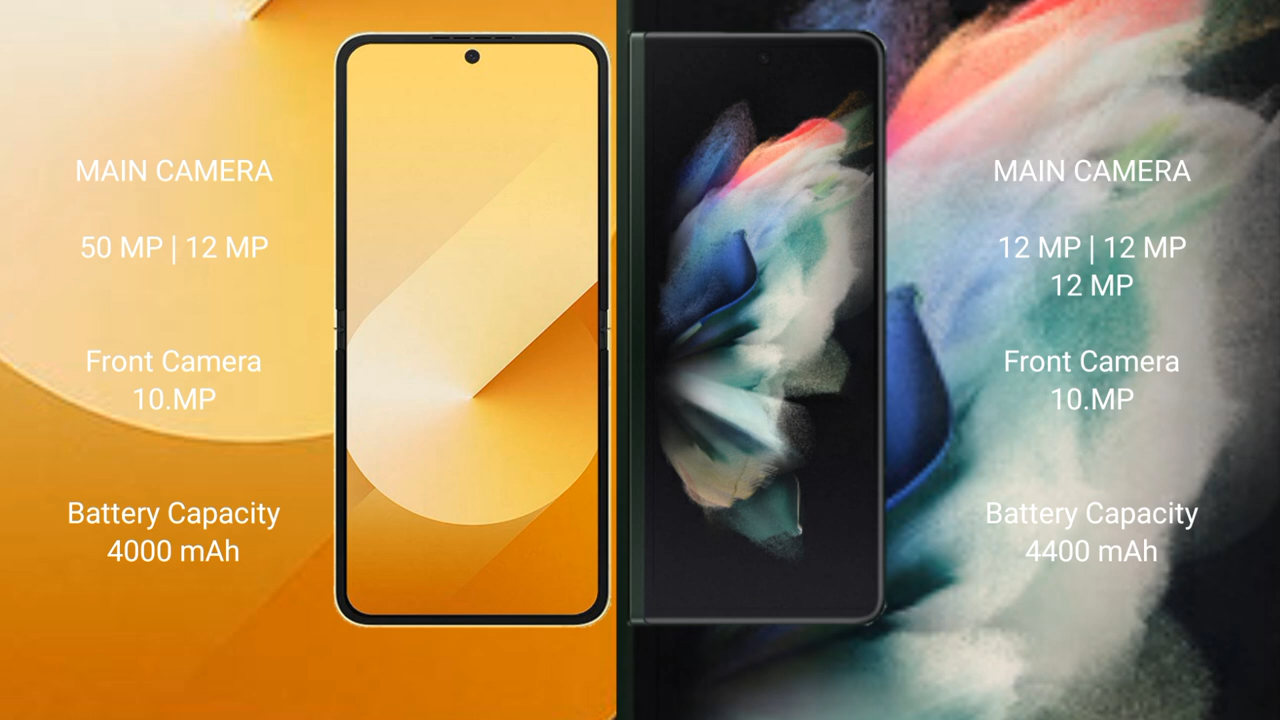 MAIN CAMERA
50 MP | 12 MP
Front Camera
10.MP
Battery Capacity
4000 mAh
MAIN CAMERA
12 MP | 12 MP
12 MP
Front Camera
10.MP
Battery Capacity
4400 mAh